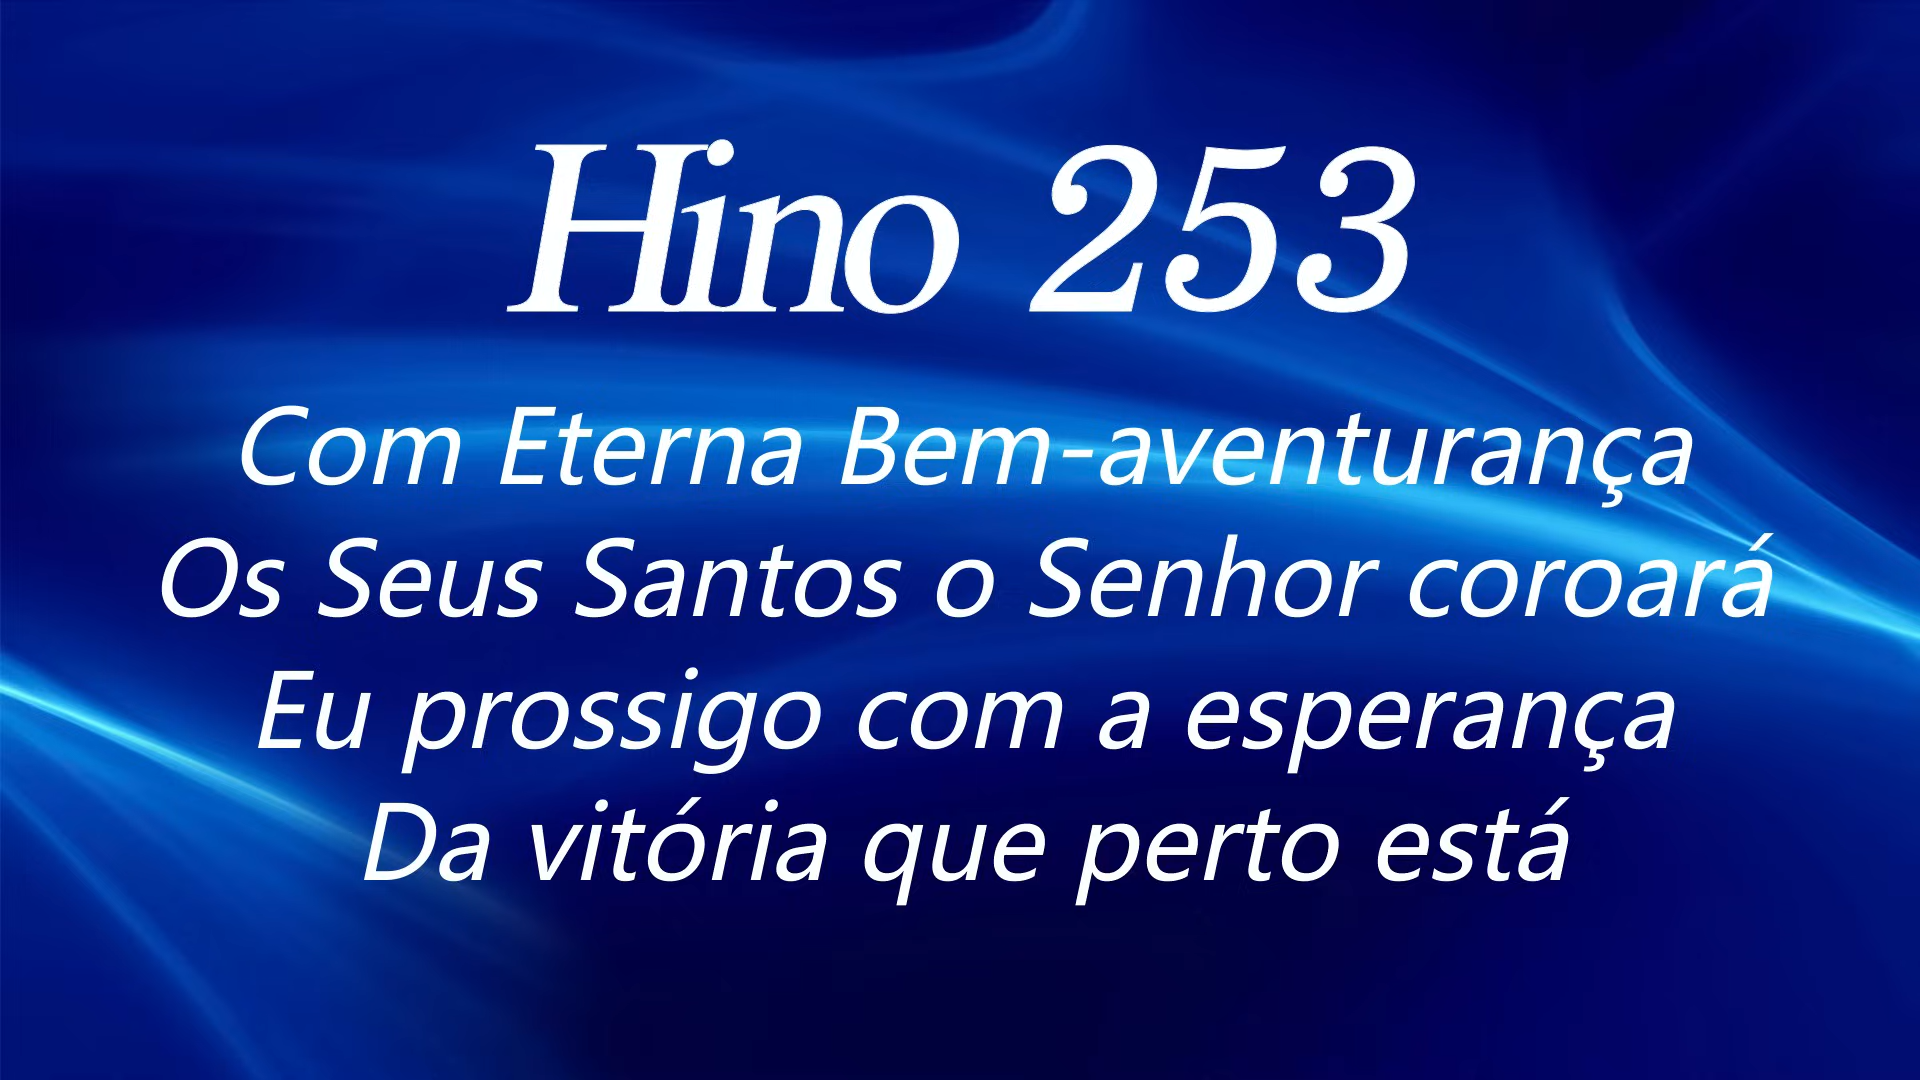 Hino 253
Com Eterna Bem-aventurança
Os Seus Santos o Senhor coroará
Eu prossigo com a esperança
Da vitória que perto está